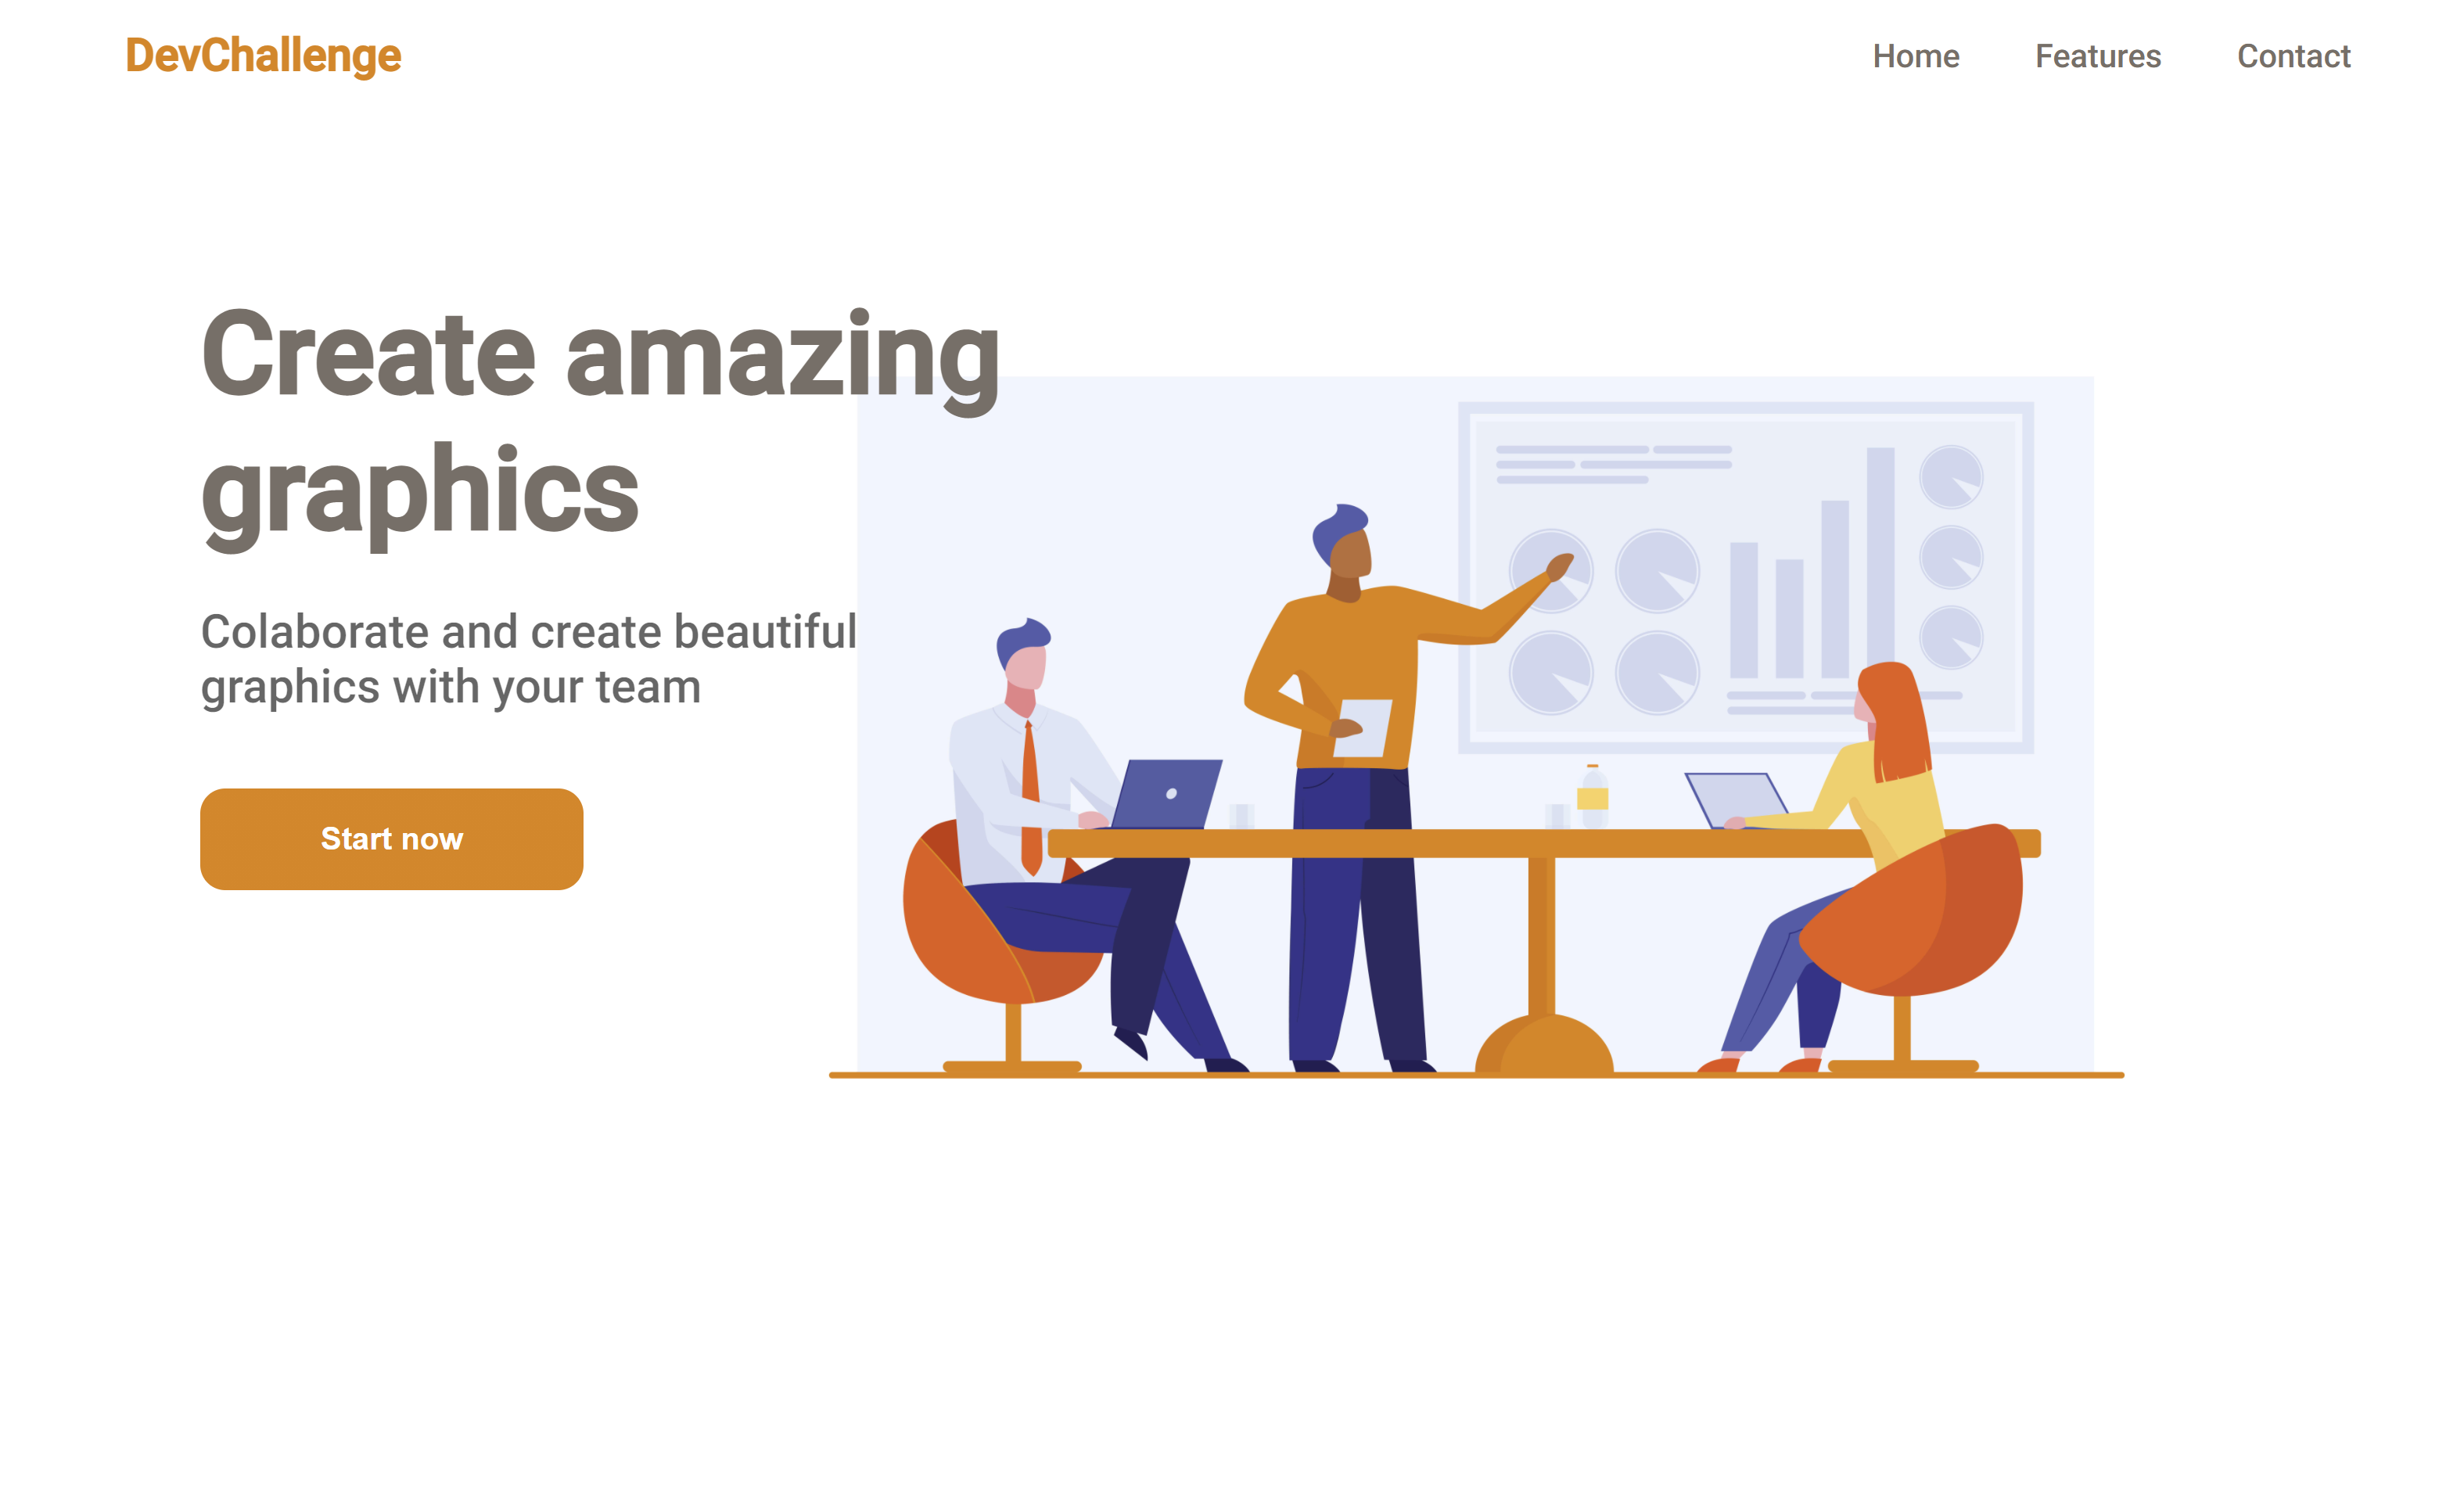 DevChallenge
Home Features Contact
Create amazing
graphics
Colaborate and create beautiful
graphics with your team
Start now